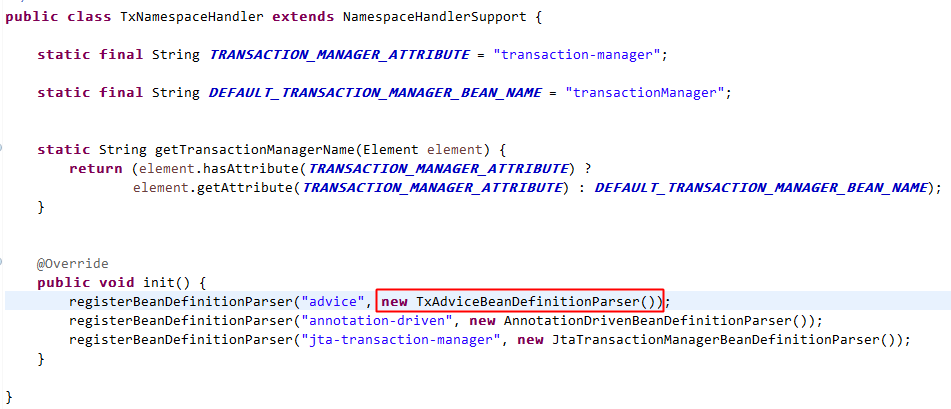 public class TxNamespaceHandler extends NamespaceHandlerSupport {
static final String TRANSACTION_MANAGER_ATTRIBUTE = "transaction-manager";
static final String DEFAULT_TRANSACTION_MANAGER_BEAN_NAME = "transactionManager";
static String getTransactionManagerName(Element element) {
return (element.hasAttribute(TRANSACTION_MANAGER_ATTRIBUTE) ?
element.getAttribute(TRANSACTION_MANAGER_ATTRIBUTE) : DEFAULT_TRANSACTION_MANAGER_BEAN_NAME);
}
@Override
public void init() {
registerBeanDefinitionParser("advice", new TxAdviceBeanDefinitionParser());
registerBeanDefinitionParser("annotation-driven", new AnnotationDrivenBeanDefinitionParser());
registerBeanDefinitionParser("jta-transaction-manager", new JtaTransactionManagerBeanDefinitionParser());
}
}